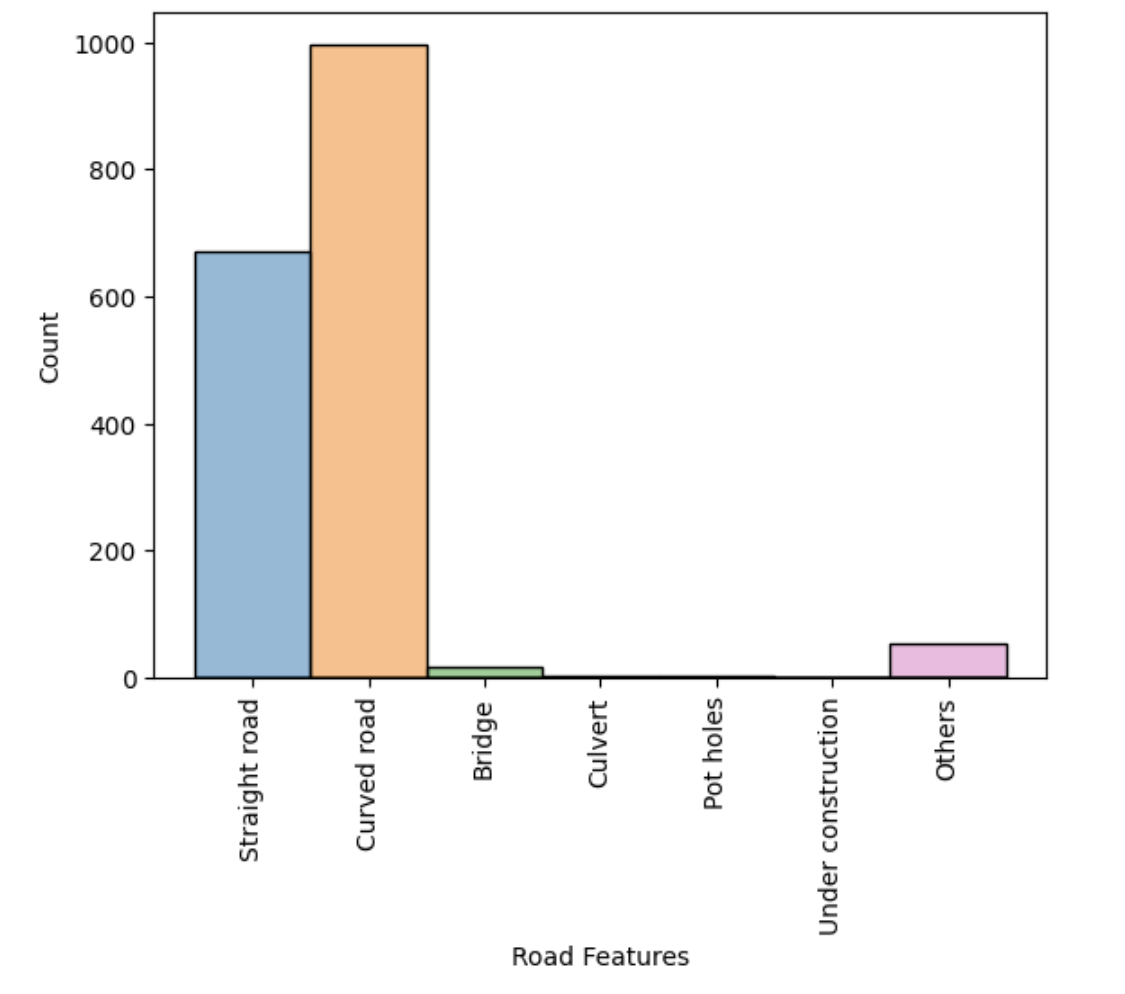 1000
800
600
400
200
0
Count
Straight road
Curved road
Bridge
Culvert
Pot holes
Under construction
Others
Road Features